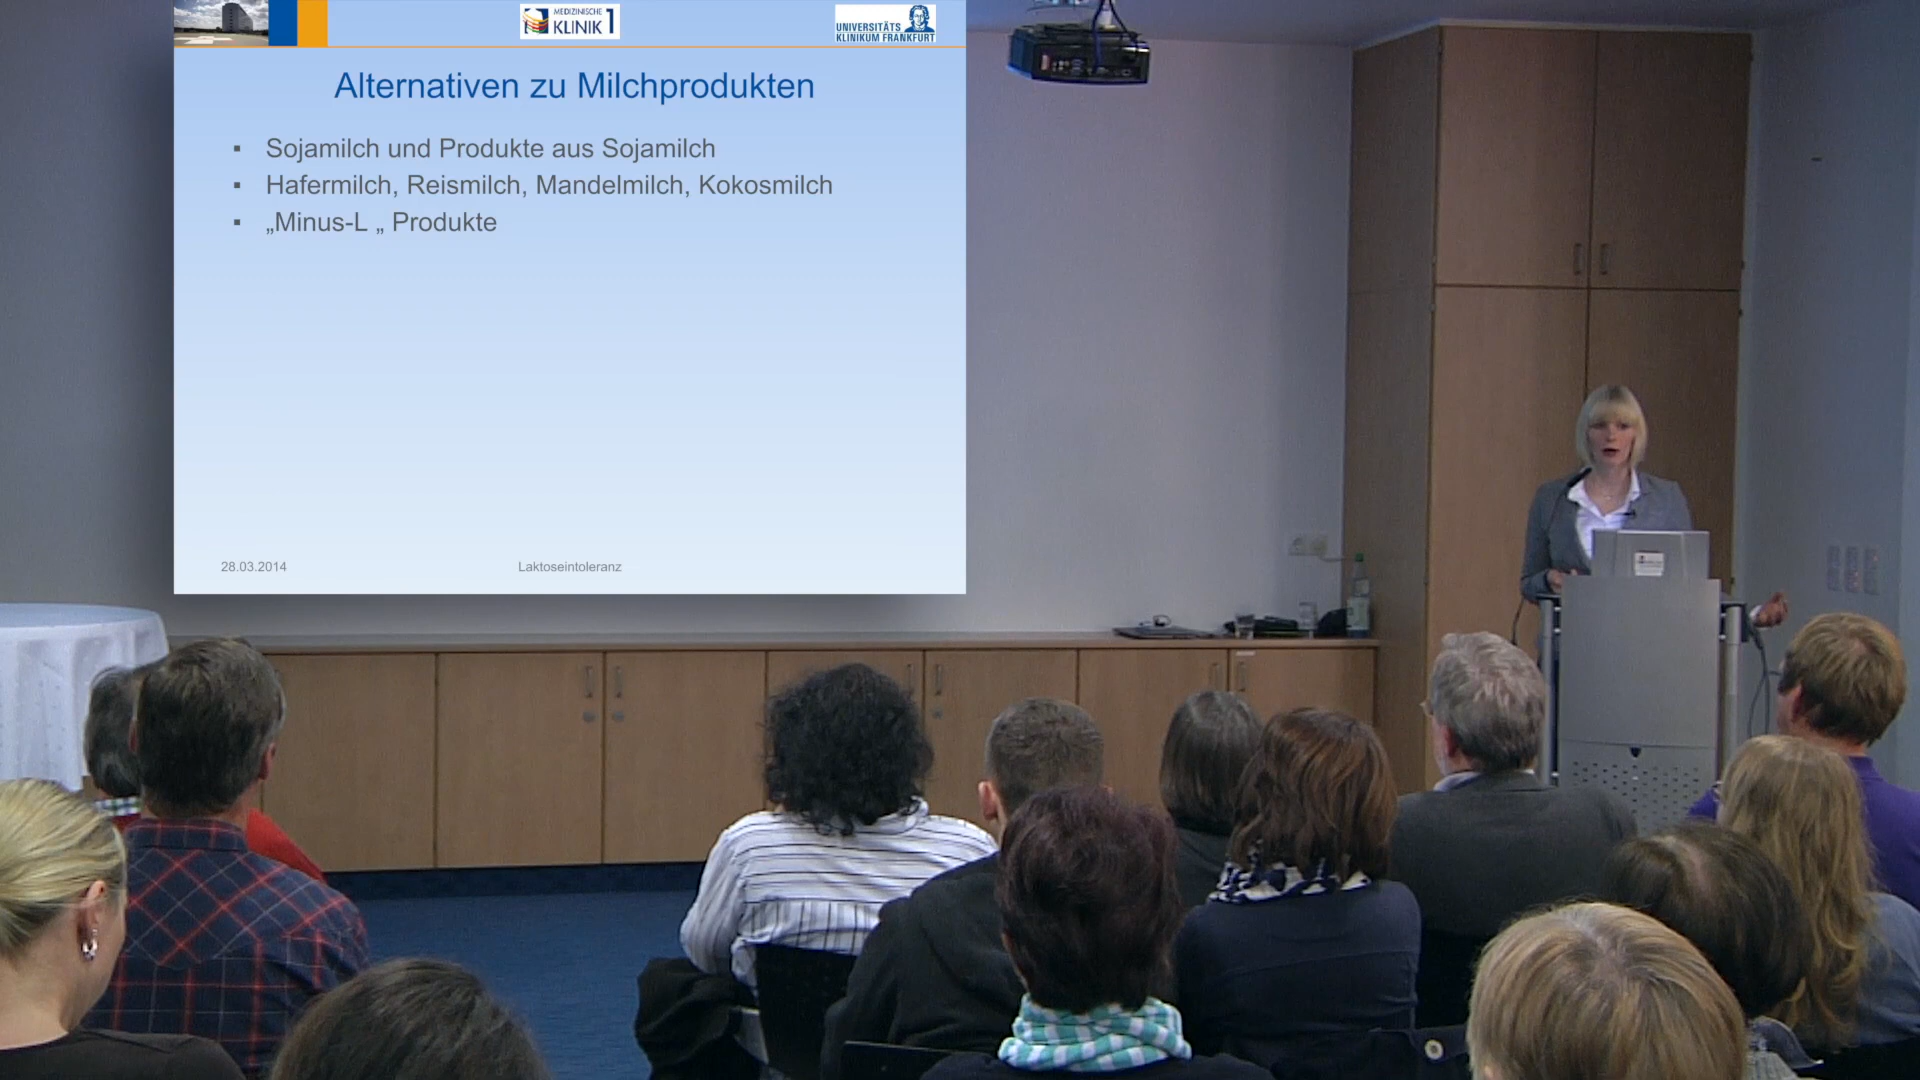 MEDIZINISCHE
KLINIK 1
UNIVERSITÄTS
KLINIKUM FRANKFURT
Alternativen zu Milchprodukten
▪ Sojamilch und Produkte aus Sojamilch
▪ Hafermilch, Reismilch, Mandelmilch, Kokosmilch
▪ „Minus-L „ Produkte
28.03.2014
Laktoseintoleranz